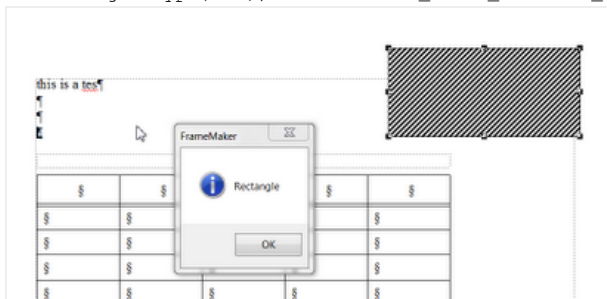 this is a tes¶
¶
¶
¶
FrameMaker
Rectangle
OK
§ § § §
§ § §
§ § §
§ § §
§ § § § §